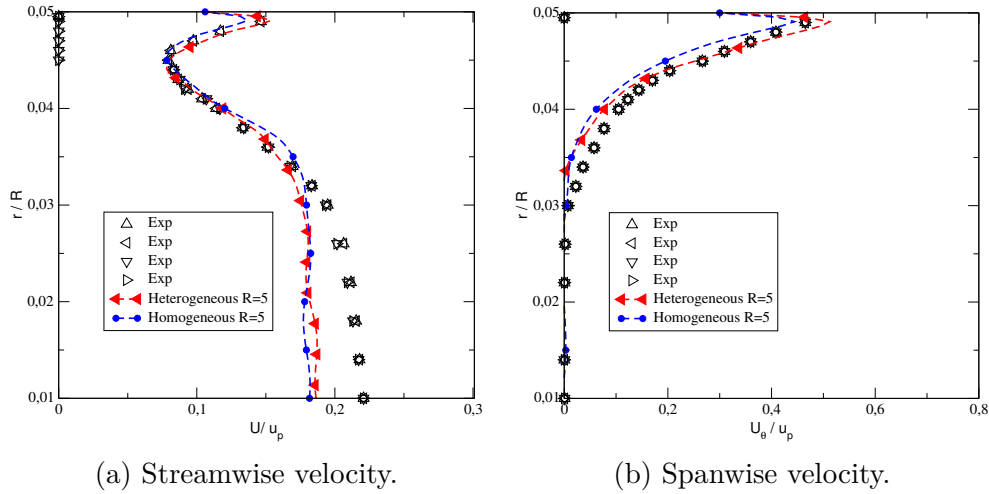 0,05
0,04
0,03
0,02
0,01
r / R
Exp
Exp
Exp
Exp
Heterogeneous R=5
Homogeneous R=5
0
0,1
0,2
0,3
U/ u_p
(a) Streamwise velocity.
0,05
0,04
0,03
0,02
0,01
r / R
Exp
Exp
Exp
Exp
Heterogeneous R=5
Homogeneous R=5
0
0,2
0,4
0,6
0,8
U_θ / u_p
(b) Spanwise velocity.